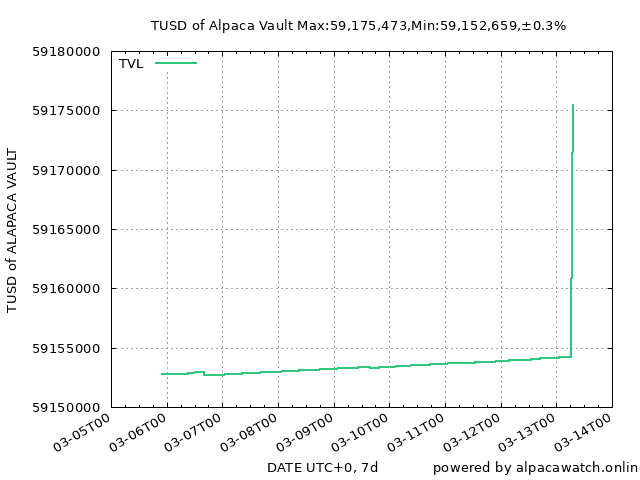 TUSD of Alpaca Vault Max:59,175,473,Min:59,152,659,±0.3%
TVL
59180000
59175000
59170000
59165000
59160000
59155000
59150000
TUSD of ALAPACA VAULT
03-05T00
03-06T00
03-07T00
03-08T00
03-09T00
03-10T00
03-11T00
03-12T00
03-13T00
03-14T00
DATE UTC+0, 7d
powered by alpacawatch.onlin